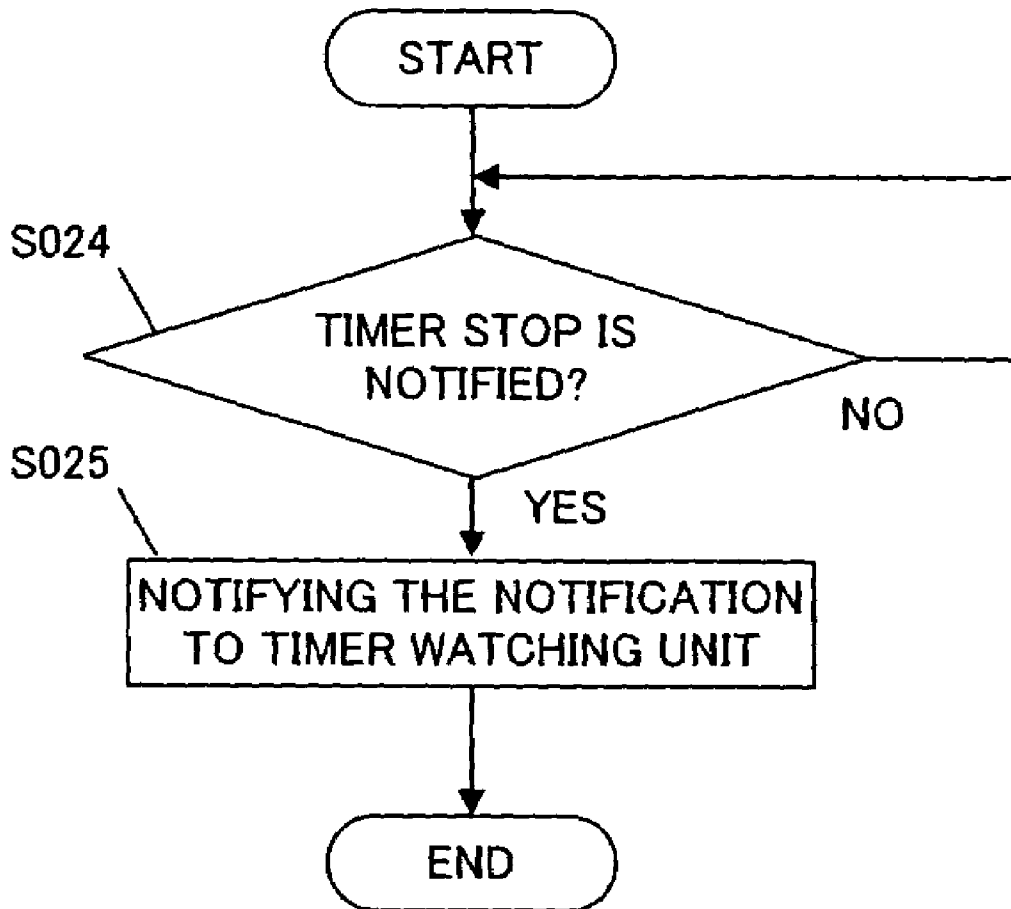 START
S024
TIMER STOP IS
NOTIFIED?
NO
S025
YES
NOTIFYING THE NOTIFICATION
TO TIMER WATCHING UNIT
END